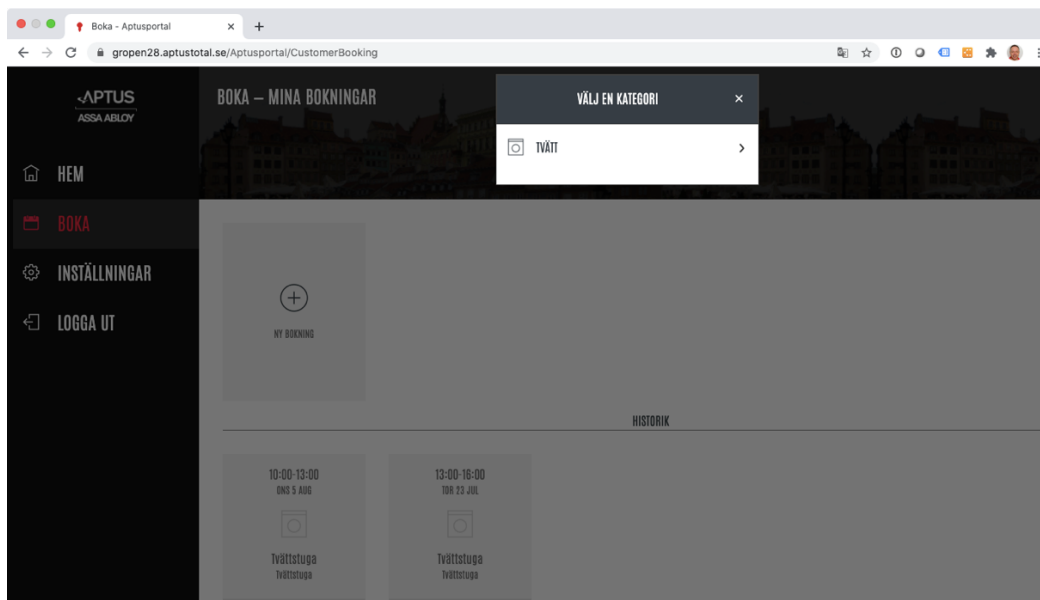 Boka - Aptusportal
gropen28.aptustotal.se/Aptusportal/CustomerBooking
APTUS
ASSA ABLOY
BOKA – MINA BOKNINGAR
VÄLJ EN KATEGORI
TVÄTT
HEM
BOKA
INSTÄLLNINGAR
LOGGA UT
NY BOKNING
HISTORIK
10:00-13:00
ONS 5 AUG
Tvättstuga
Tvättstuga
13:00-16:00
TOR 23 JUL
Tvättstuga
Tvättstuga